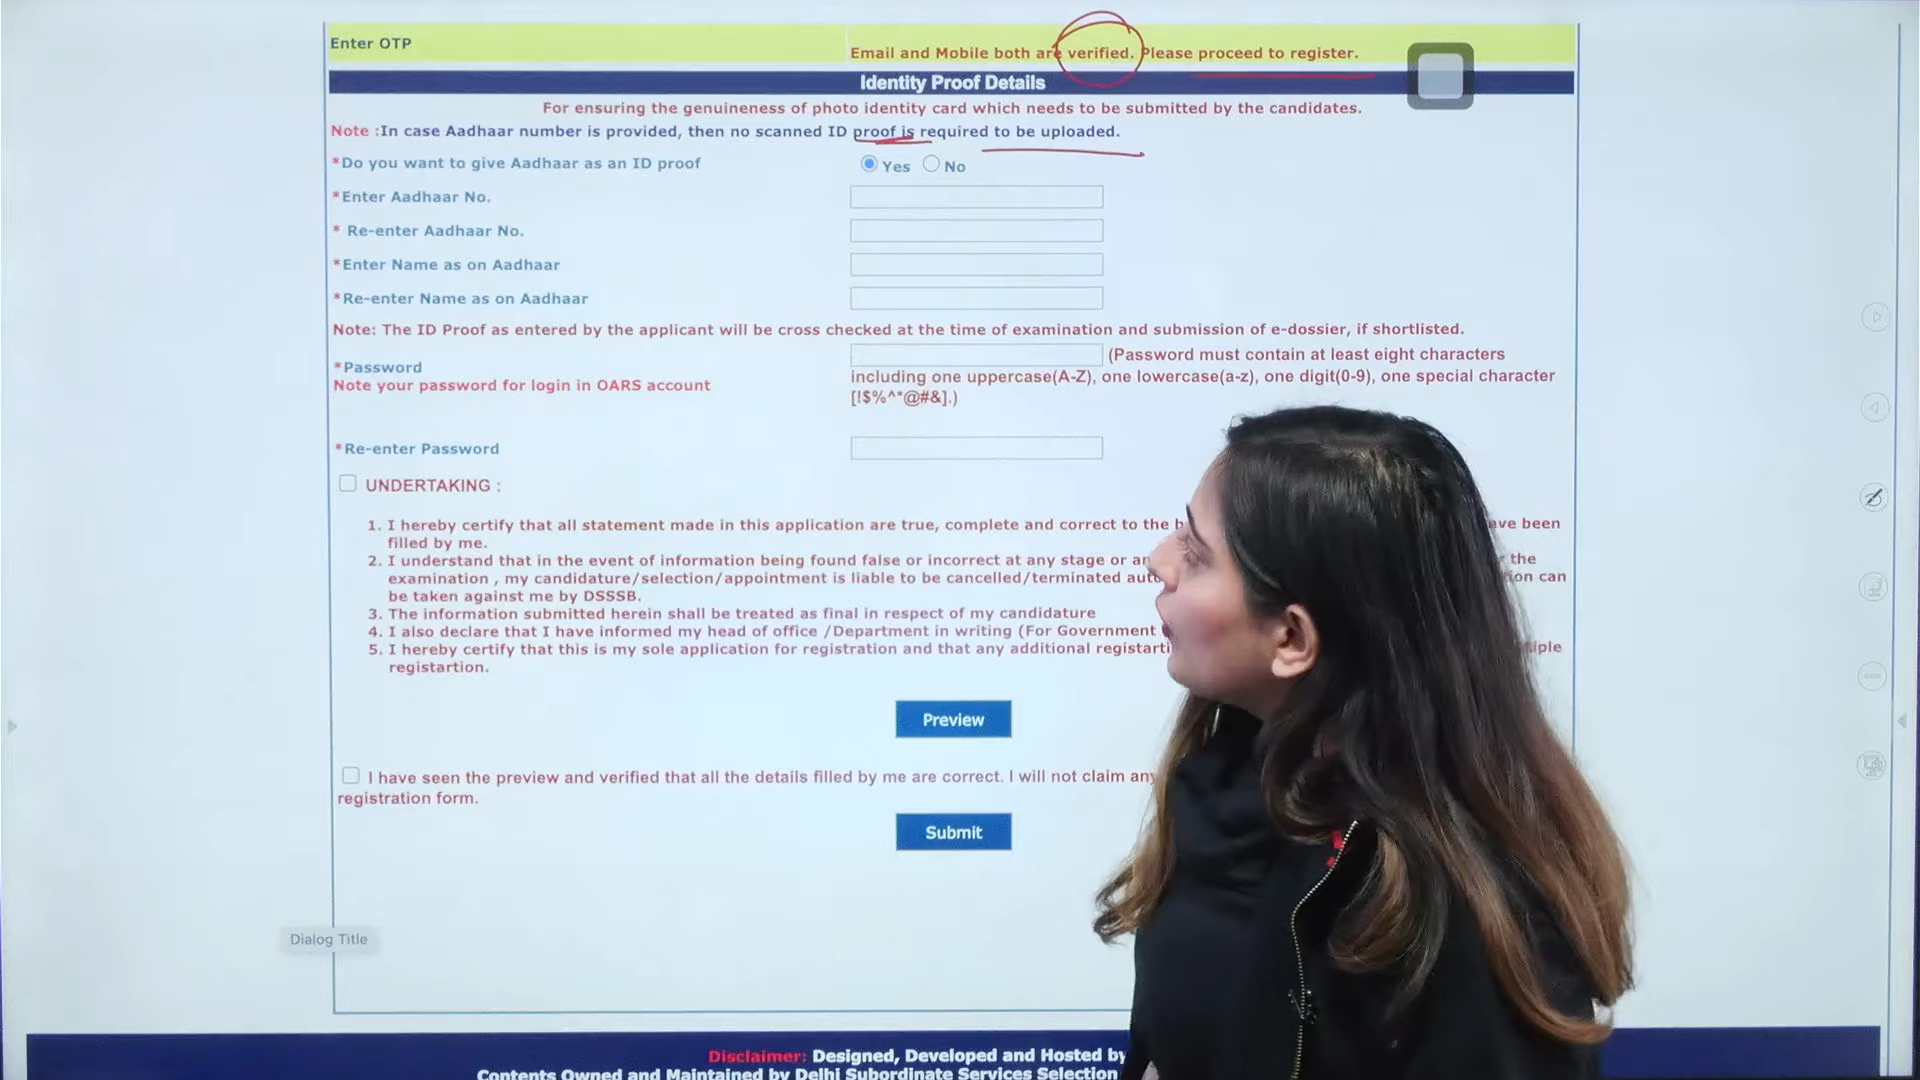 Enter OTP
Email and Mobile both are verified. Please proceed to register.
Identity Proof Details
For ensuring the genuineness of photo identity card which needs to be submitted by the candidates.
Note :In case Aadhaar number is provided, then no scanned ID proof is required to be uploaded.
*Do you want to give Aadhaar as an ID proof
Yes No
*Enter Aadhaar No.
* Re-enter Aadhaar No.
*Enter Name as on Aadhaar
*Re-enter Name as on Aadhaar
Note: The ID Proof as entered by the applicant will be cross checked at the time of examination and submission of e-dossier, if shortlisted.
*Password
Note your password for login in OARS account
(Password must contain at least eight characters
including one uppercase(A-Z), one lowercase(a-z), one digit(0-9), one special character
[!$%^*@#&].)
*Re-enter Password
UNDERTAKING :
1. I hereby certify that all statement made in this application are true, complete and correct to the ave been
filled by me.
2. I understand that in the event of information being found false or incorrect at any stage or the
examination , my candidature/selection/appointment is liable to be cancelled/terminated can
be taken against me by DSSSB.
3. The information submitted herein shall be treated as final in respect of my candidature
4. I also declare that I have informed my head of office /Department in writing (For Government
5. I hereby certify that this is my sole application for registration and that any additional registarti iple
registartion.
Preview
I have seen the preview and verified that all the details filled by me are correct. I will not claim any
registration form.
Submit
Dialog Title
Disclaimer: Designed, Developed and Hosted by
Contents Owned and Maintained by Delhi Subordinate Services Selection